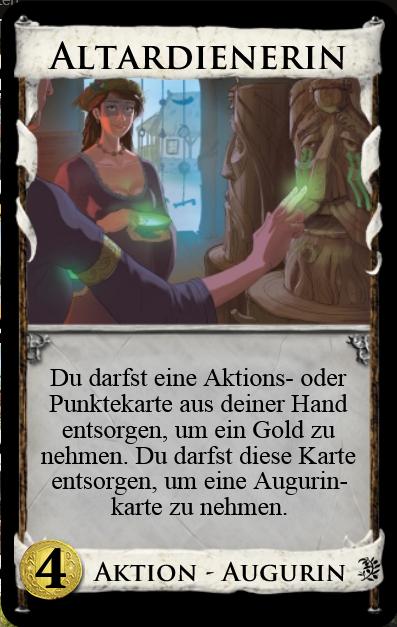 Altardienerin
Du darfst eine Aktions- oder
Punktekarte aus deiner Hand
entsorgen, um ein Gold zu
nehmen. Du darfst diese Karte
entsorgen, um eine Augurin-
karte zu nehmen.
4
Aktion - Augurin